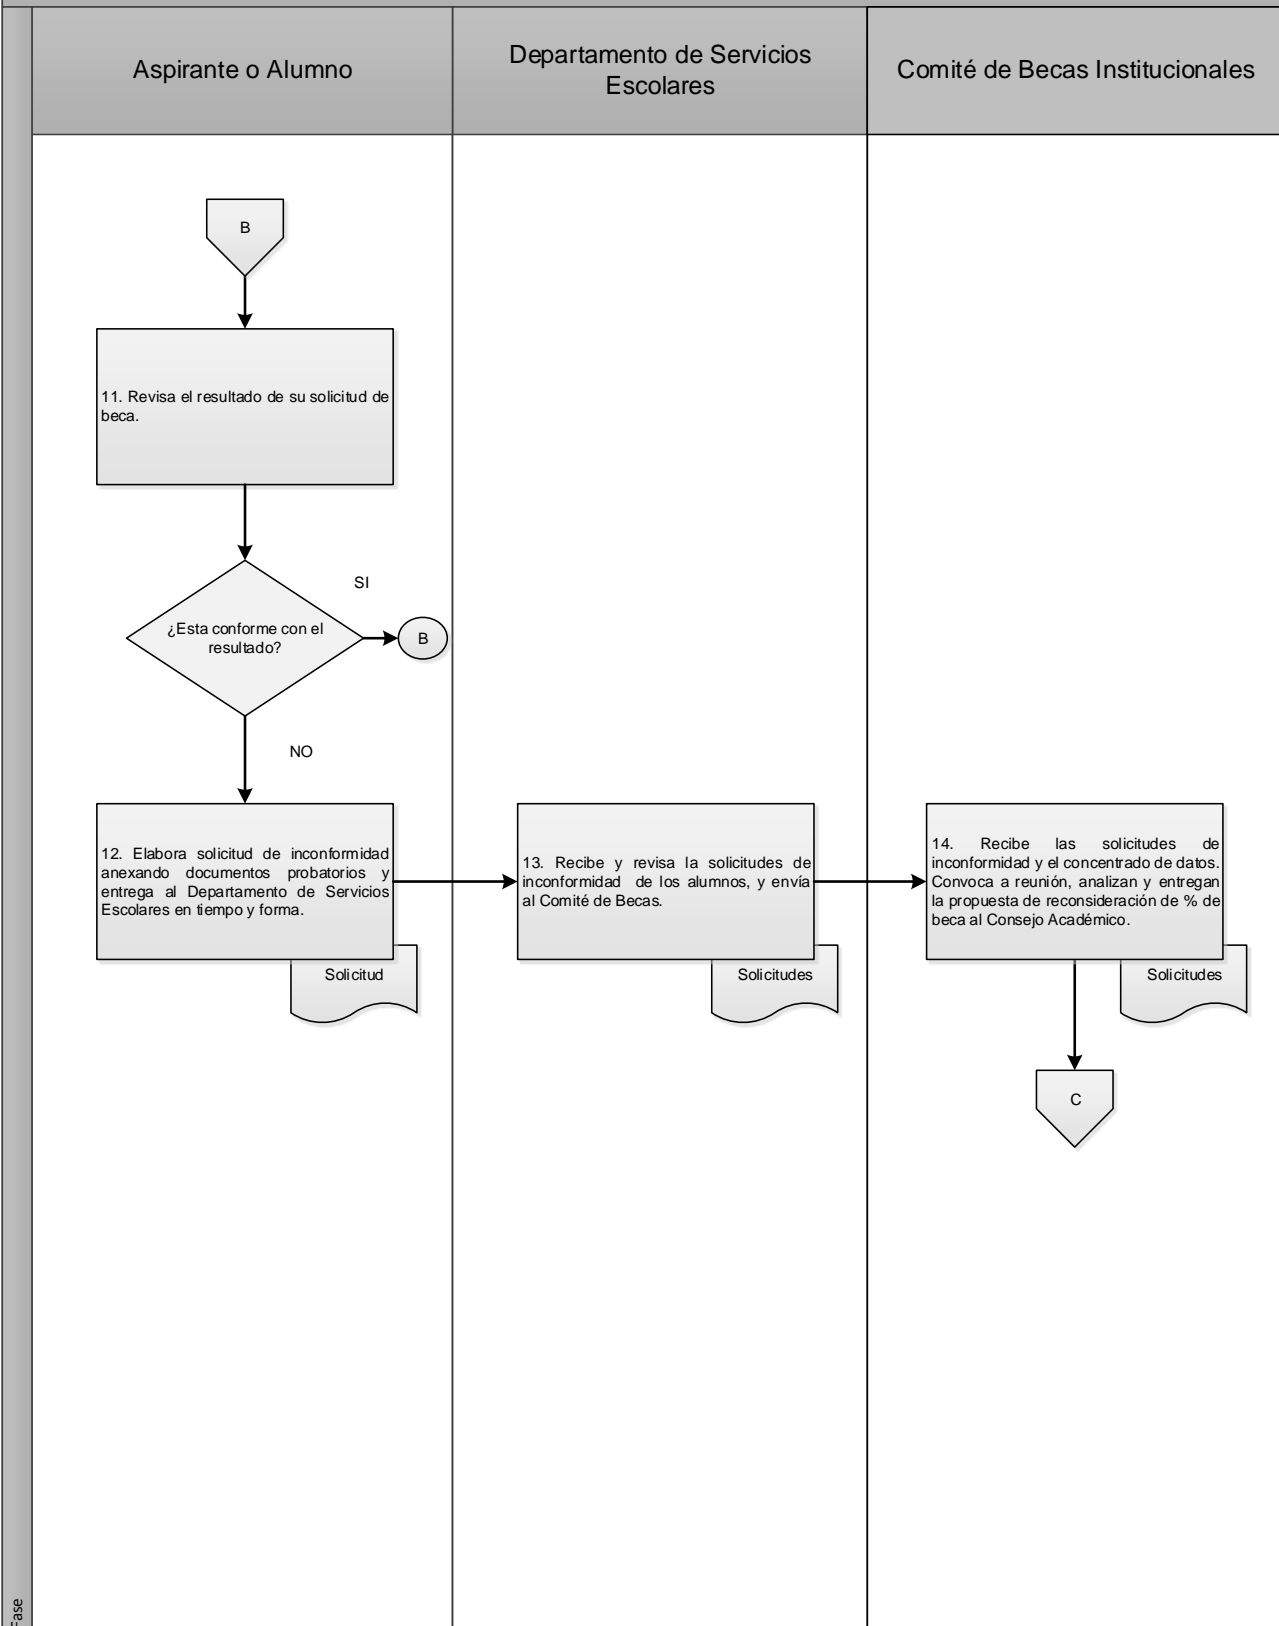 Aspirante o Alumno
Departamento de Servicios
Escolares
Comité de Becas Institucionales
B
11. Revisa el resultado de su solicitud de
beca.
SI
¿Esta conforme con el
resultado?
B
NO
12. Elabora solicitud de inconformidad
anexando documentos probatorios y
entrega al Departamento de Servicios
Escolares en tiempo y forma.
Solicitud
13. Recibe y revisa la solicitudes de
inconformidad de los alumnos, y envía
al Comité de Becas.
Solicitudes
14. Recibe las solicitudes de
inconformidad y el concentrado de datos.
Convoca a reunión, analizan y entregan
la propuesta de reconsideración de % de
beca al Consejo Académico.
Solicitudes
C
Fase